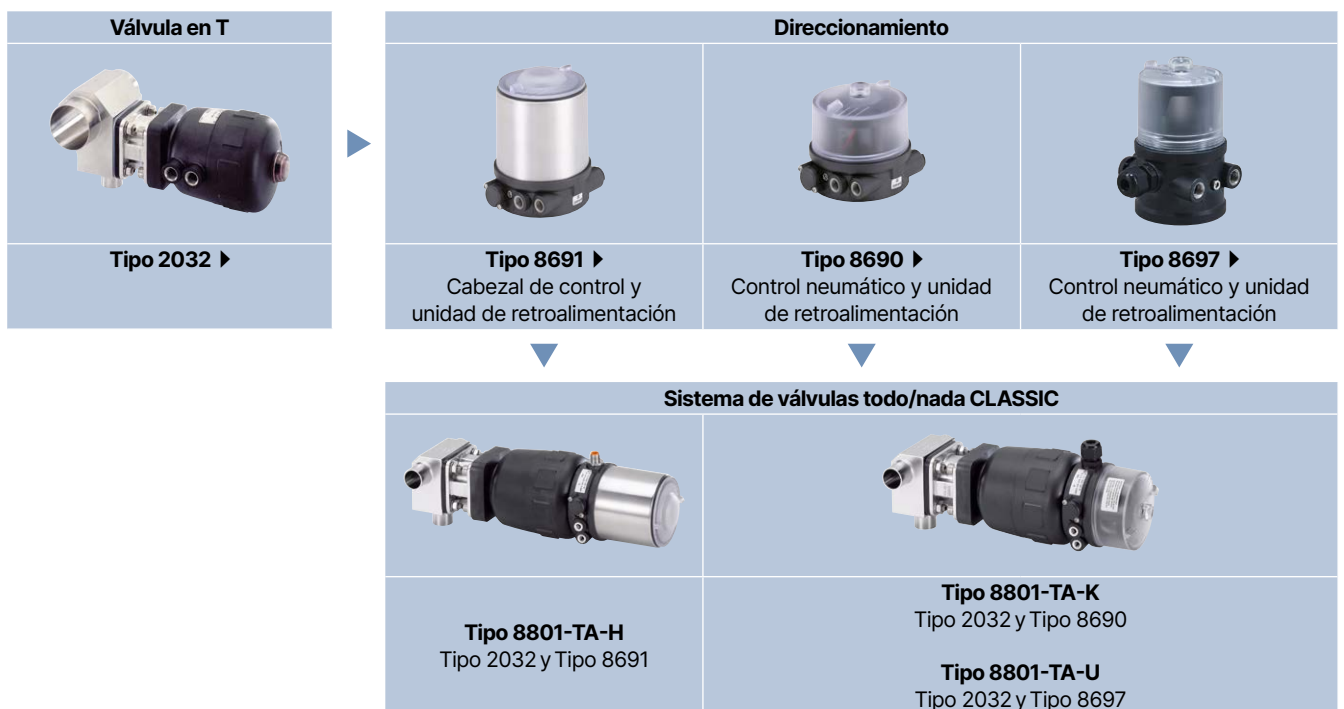 Válvula en T
Direccionamiento
Tipo 2032
Tipo 8691
Cabezal de control y
unidad de retroalimentación
Tipo 8690
Control neumático y unidad
de retroalimentación
Tipo 8697
Control neumático y unidad
de retroalimentación
Sistema de válvulas todo/nada CLASSIC
Tipo 8801-TA-H
Tipo 2032 y Tipo 8691
Tipo 8801-TA-K
Tipo 2032 y Tipo 8690
Tipo 8801-TA-U
Tipo 2032 y Tipo 8697